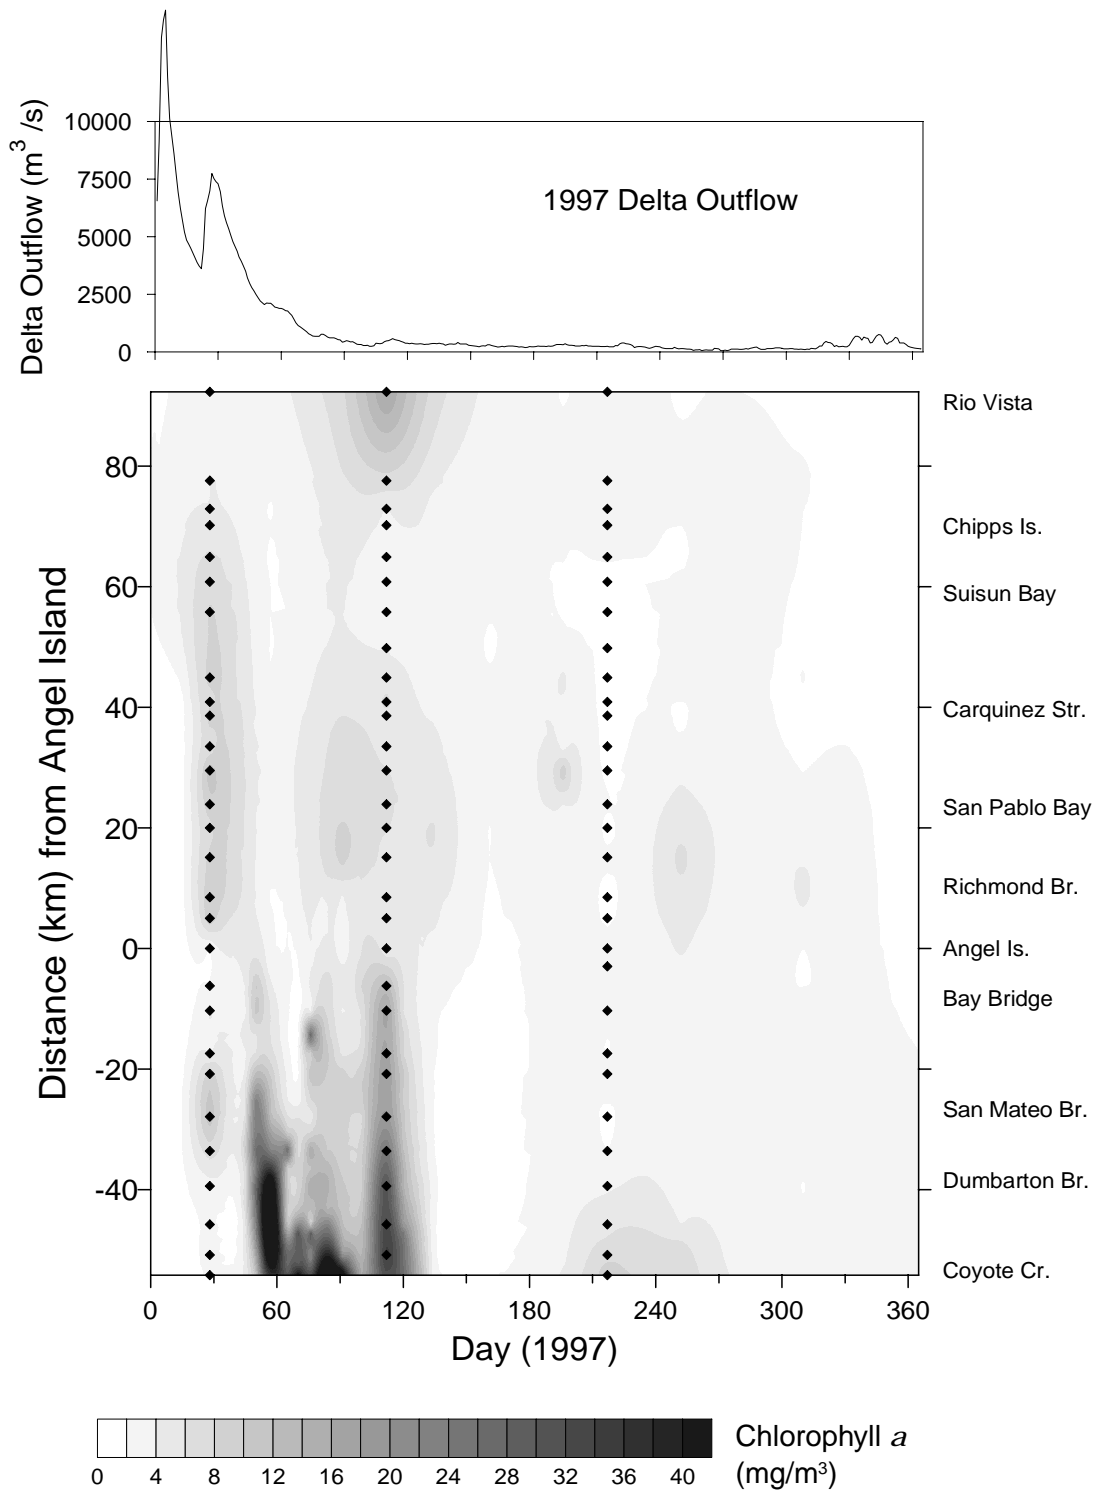 Delta Outflow (m3 /s)
10000
7500
5000
2500
0
1997 Delta Outflow
Distance (km) from Angel Island
80
60
40
20
0
-20
-40
Rio Vista
Chipps Is.
Suisun Bay
Carquinez Str.
San Pablo Bay
Richmond Br.
Angel Is.
Bay Bridge
San Mateo Br.
Dumbarton Br.
Coyote Cr.
0 60 120 180 240 300 360
Day (1997)
0 4 8 12 16 20 24 28 32 36 40
Chlorophyll a
(mg/m3)